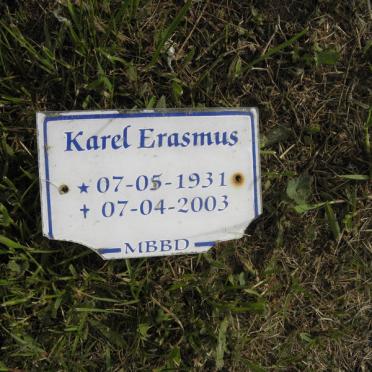 Karel Erasmus
★ 07-05-1931
✝ 07-04-2003
MBBD